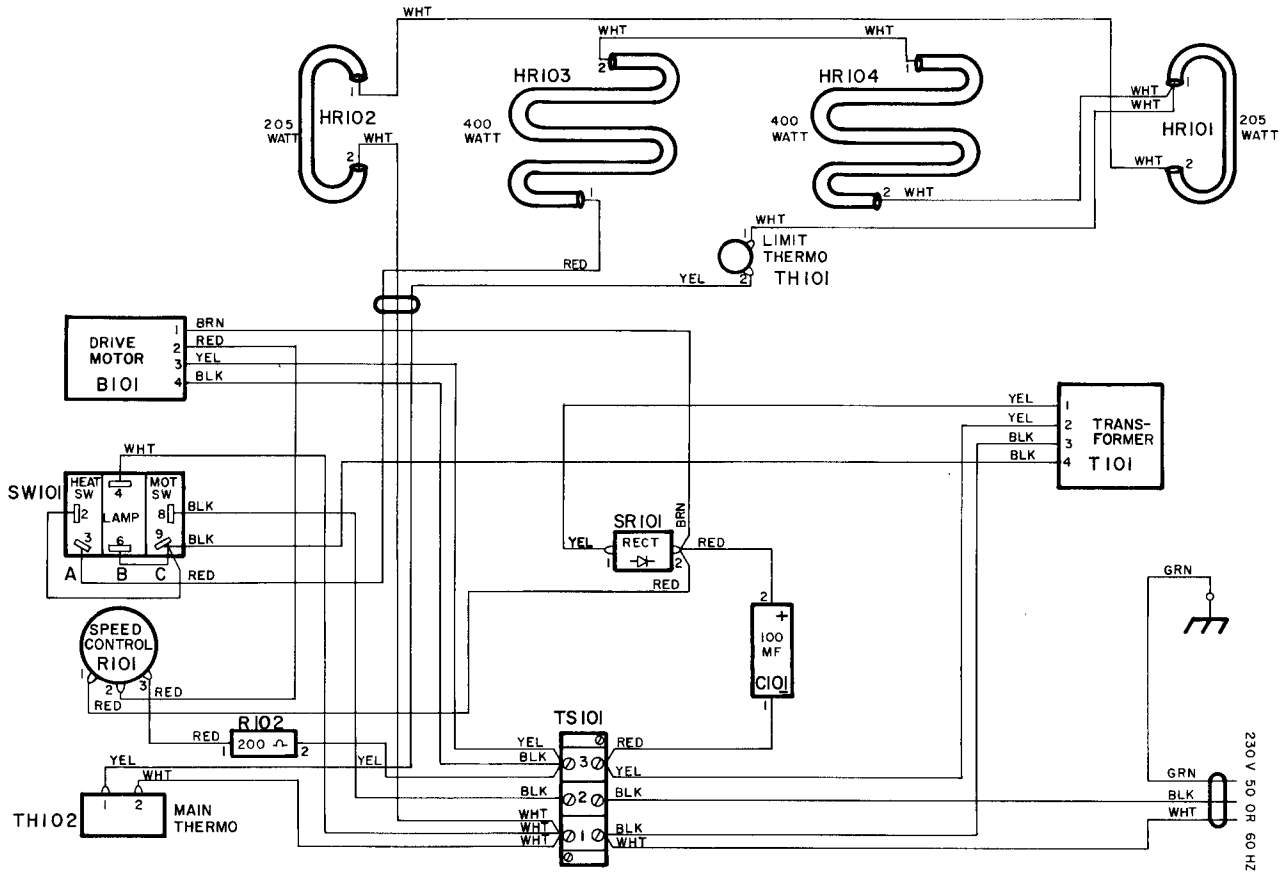 WHT
WHT
WHT
2
1
HR103
HR104
WHT
WHT
1
1
HR102
205
WATT
400
WATT
400
WATT
HR101
205
WATT
WHT
2
WHT
2
1
2
WHT
WHT
1
LIMIT
THERMO
TH101
2
RED
YEL
DRIVE
MOTOR
B101
1
2
3
4
BRN
RED
YEL
BLK
YEL
YEL
BLK
BLK
1
2
3
4
TRANS-
FORMER
T101
WHT
SW101
HEAT
SW
MOT
SW
4
2
LAMP
8
3
6
9
BLK
BLK
A
B
C
RED
SR101
BRN
YEL
RECT
RED
1
2
RED
GRN
SPEED
CONTROL
R101
1
2
3
RED
RED
2
+
100
MF
C101
-
1
R102
RED
1
200 Ω
2
YEL
TS101
YEL
BLK
3
RED
YEL
BLK
2
BLK
WHT
WHT
WHT
1
BLK
WHT
YEL
WHT
TH102
1
2
MAIN
THERMO
GRN
BLK
WHT
230 V 50 OR 60 HZ